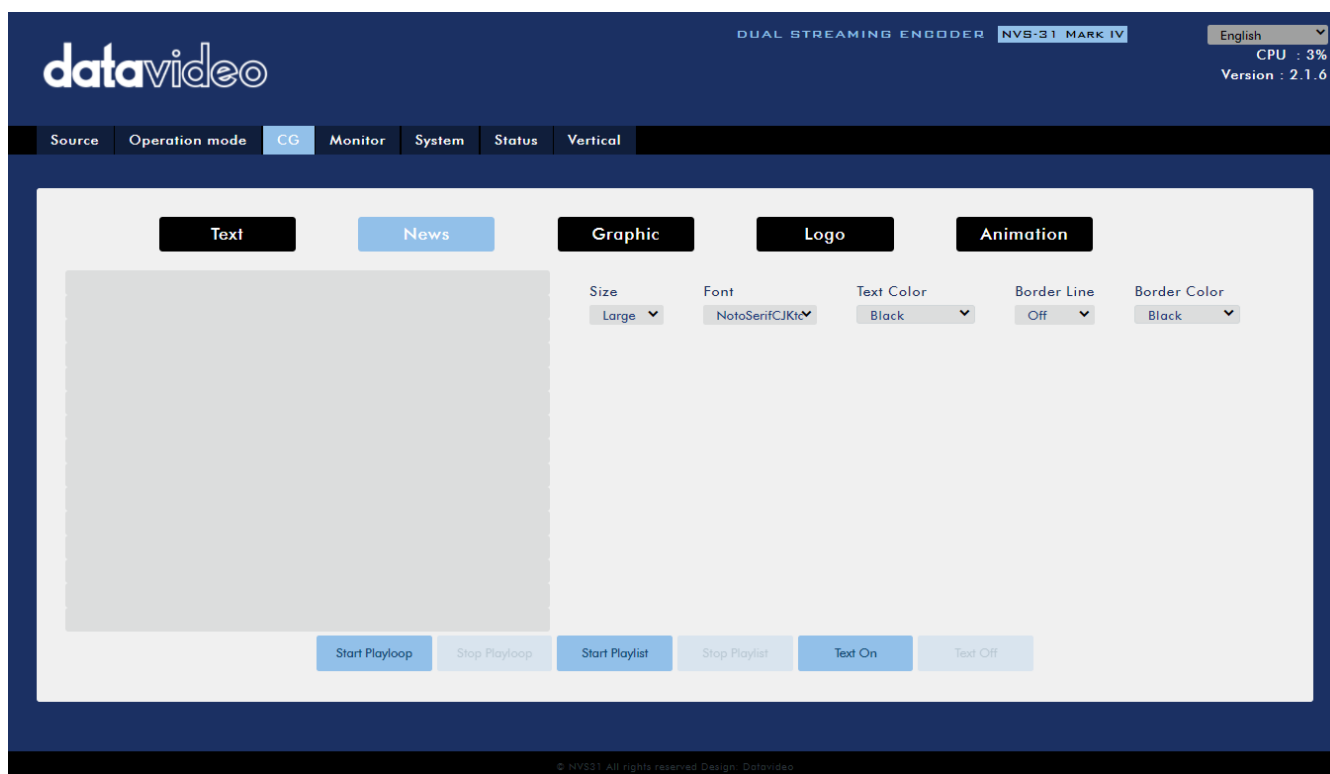 DUAL STREAMING ENCODER NVS-31 MARK IV
English
CPU : 3%
Version : 2.1.6
datavideo
Source Operation mode CG Monitor System Status Vertical
Text News Graphic Logo Animation
Size Font Text Color Border Line Border Color
Large NotoSerifCJKtc Black Off Black
Start Playloop Stop Playloop Start Playlist Stop Playlist Text On Text Off
© NVS31 All rights reserved Design: Datavideo